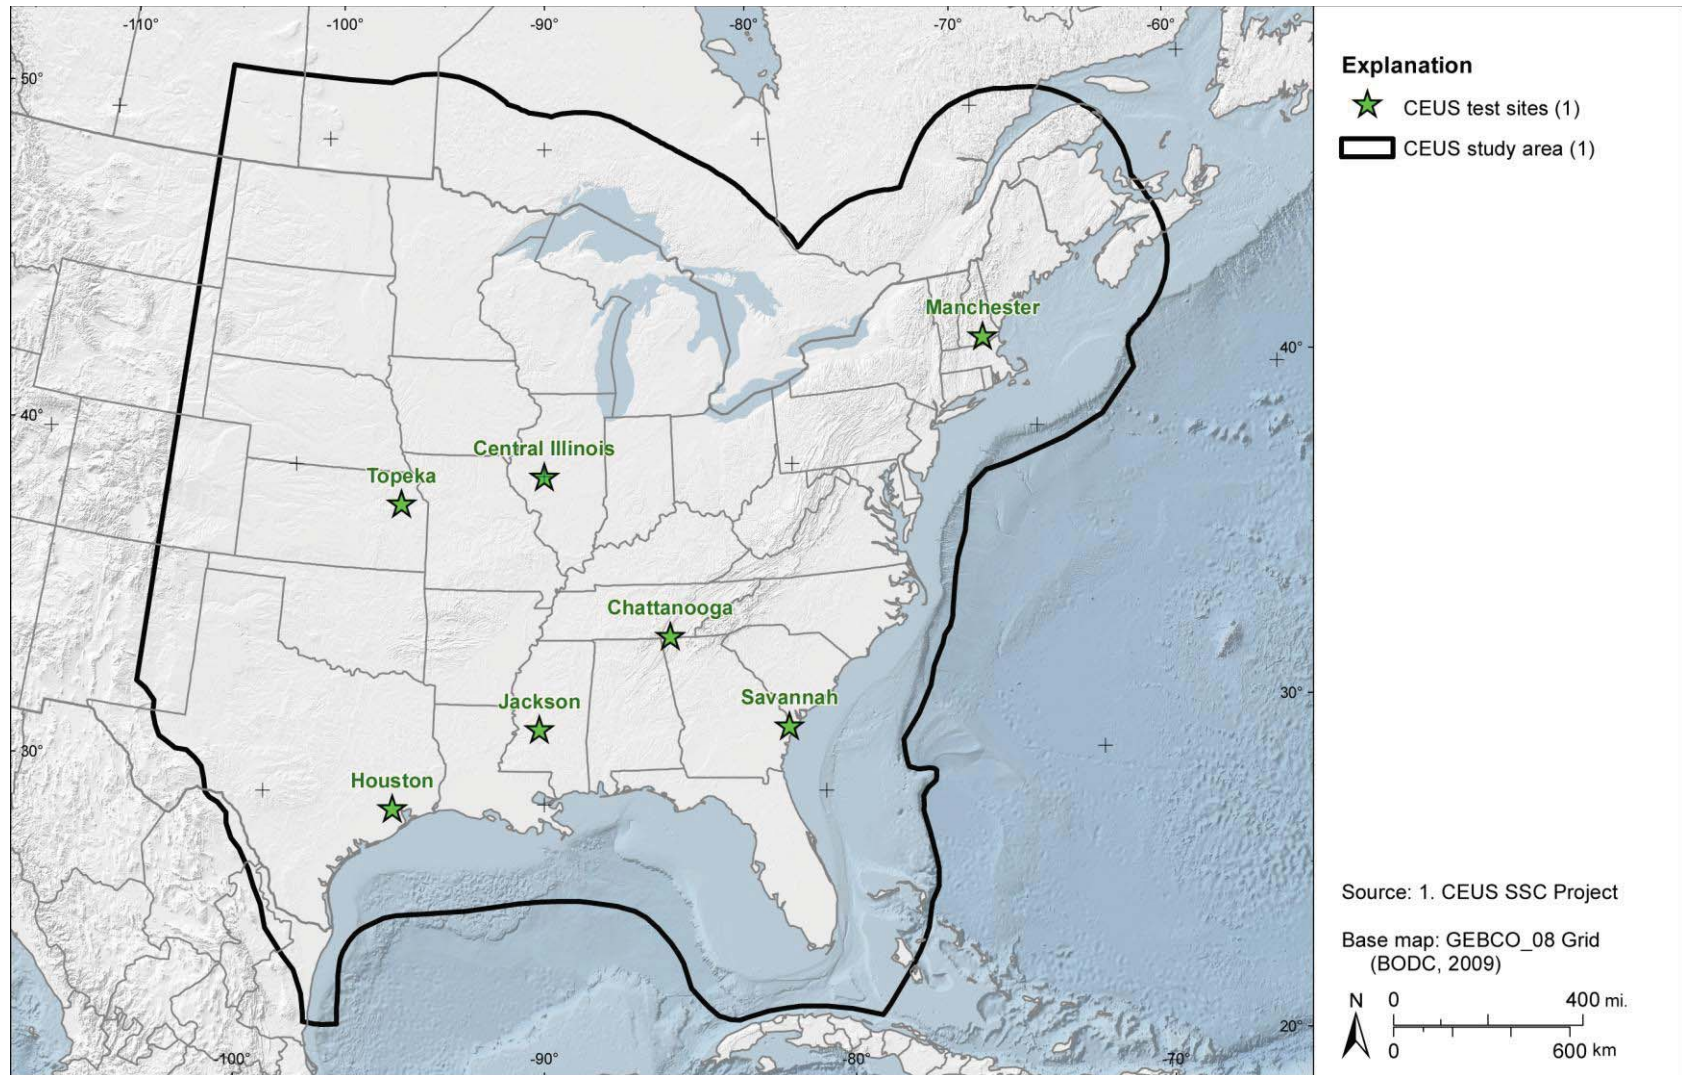 -110° -100° -90° -80° -70° -60°
50°
40°
30°
40°
30°
20°
-100° -90° -80° -70°
Manchester
Central Illinois
Topeka
Chattanooga
Jackson
Savannah
Houston
Explanation
CEUS test sites (1)
CEUS study area (1)
Source: 1. CEUS SSC Project
Base map: GEBCO_08 Grid
(BODC, 2009)
N 0 400 mi.
0 600 km